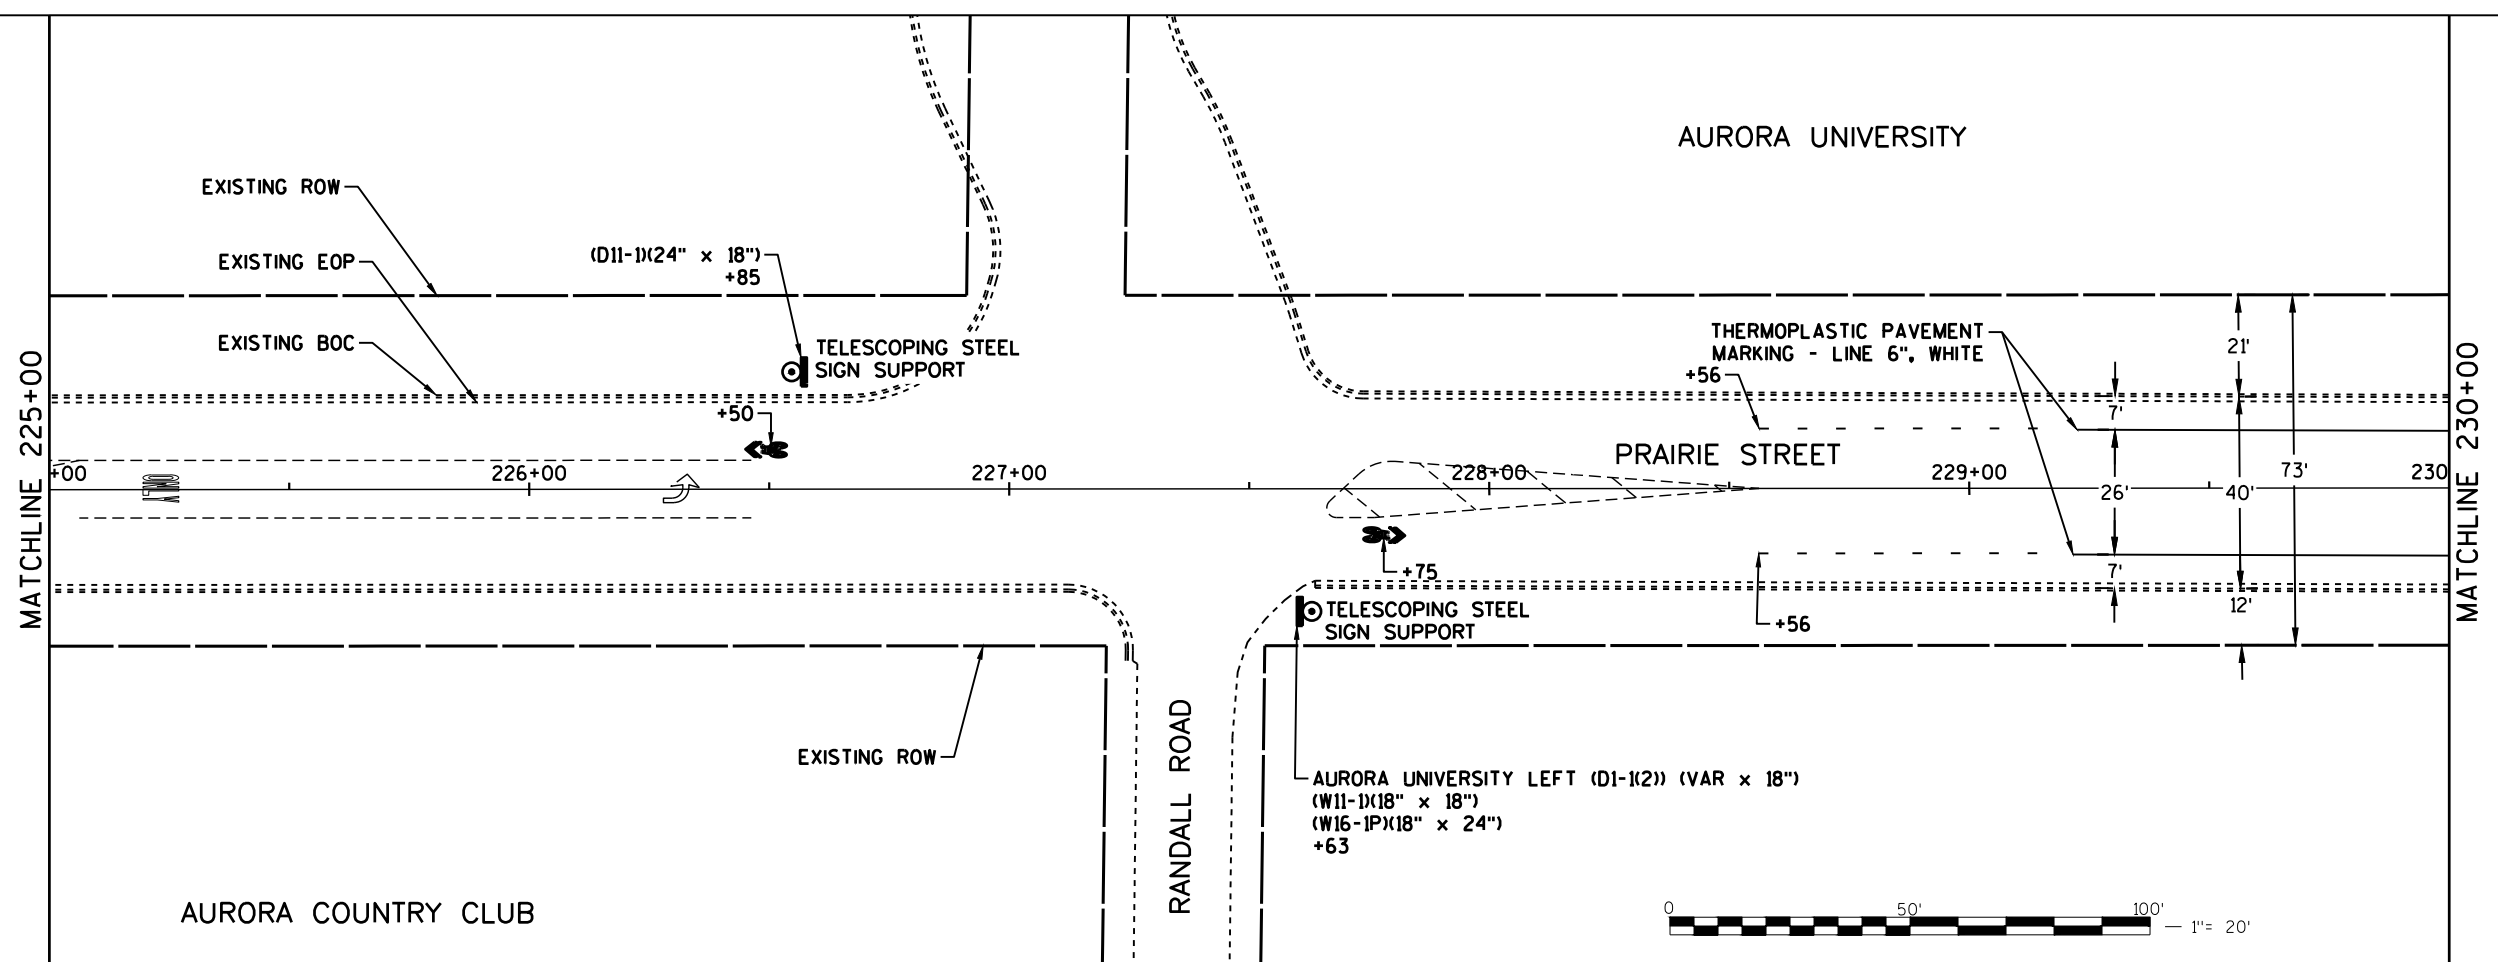 AURORA UNIVERSITY
EXISTING ROW
(D11-1)(24" x 18")
+85
EXISTING EOP
EXISTING BOC
TELESCOPING STEEL
SIGN SUPPORT
THERMOPLASTIC PAVEMENT
MARKING - LINE 6", WHITE
+56
21'
7'
+50
PRAIRIE STREET
MATCHLINE 225+00
+00
ONLY
226+00
227+00
228+00
229+00
230
26'
40'
73'
MATCHLINE 230+00
+75
7'
12'
TELESCOPING STEEL
SIGN SUPPORT
+56
EXISTING ROW
RANDALL ROAD
AURORA UNIVERSITY LEFT (D1-1(2)) (VAR x 18")
(W11-1)(18" x 18")
(W16-1P)(18" x 24")
+63
AURORA COUNTRY CLUB
0 50' 100'
1"= 20'